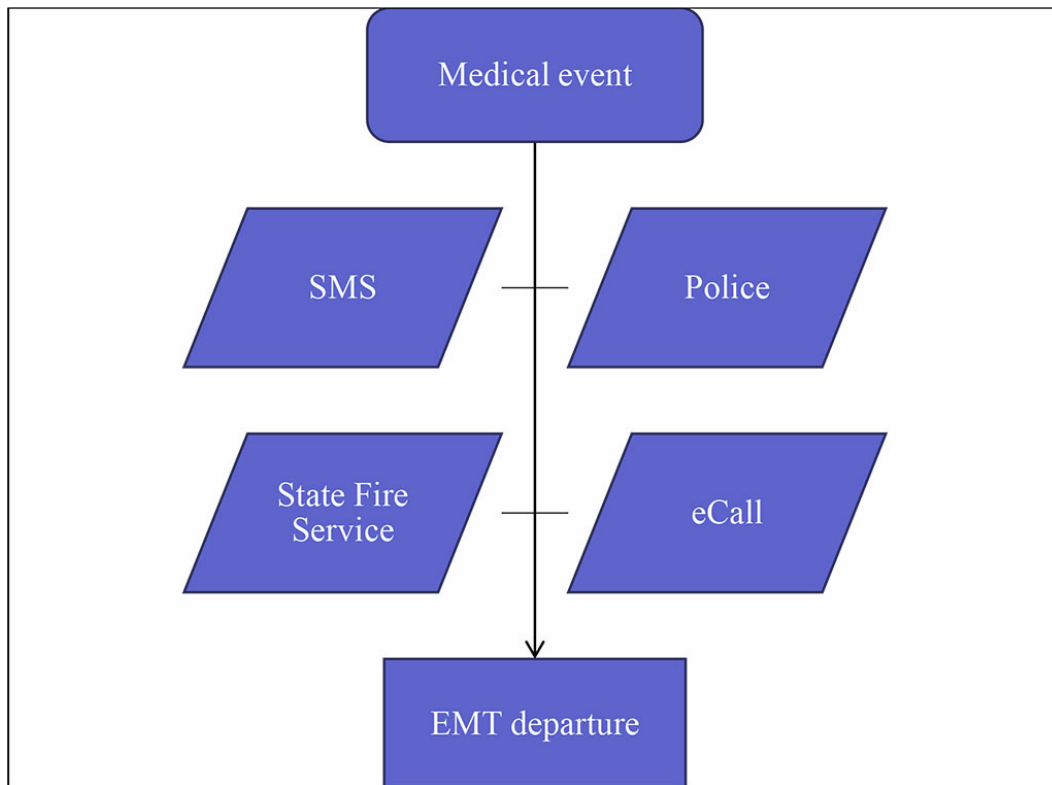 Medical event
SMS
Police
State Fire
Service
eCall
EMT departure